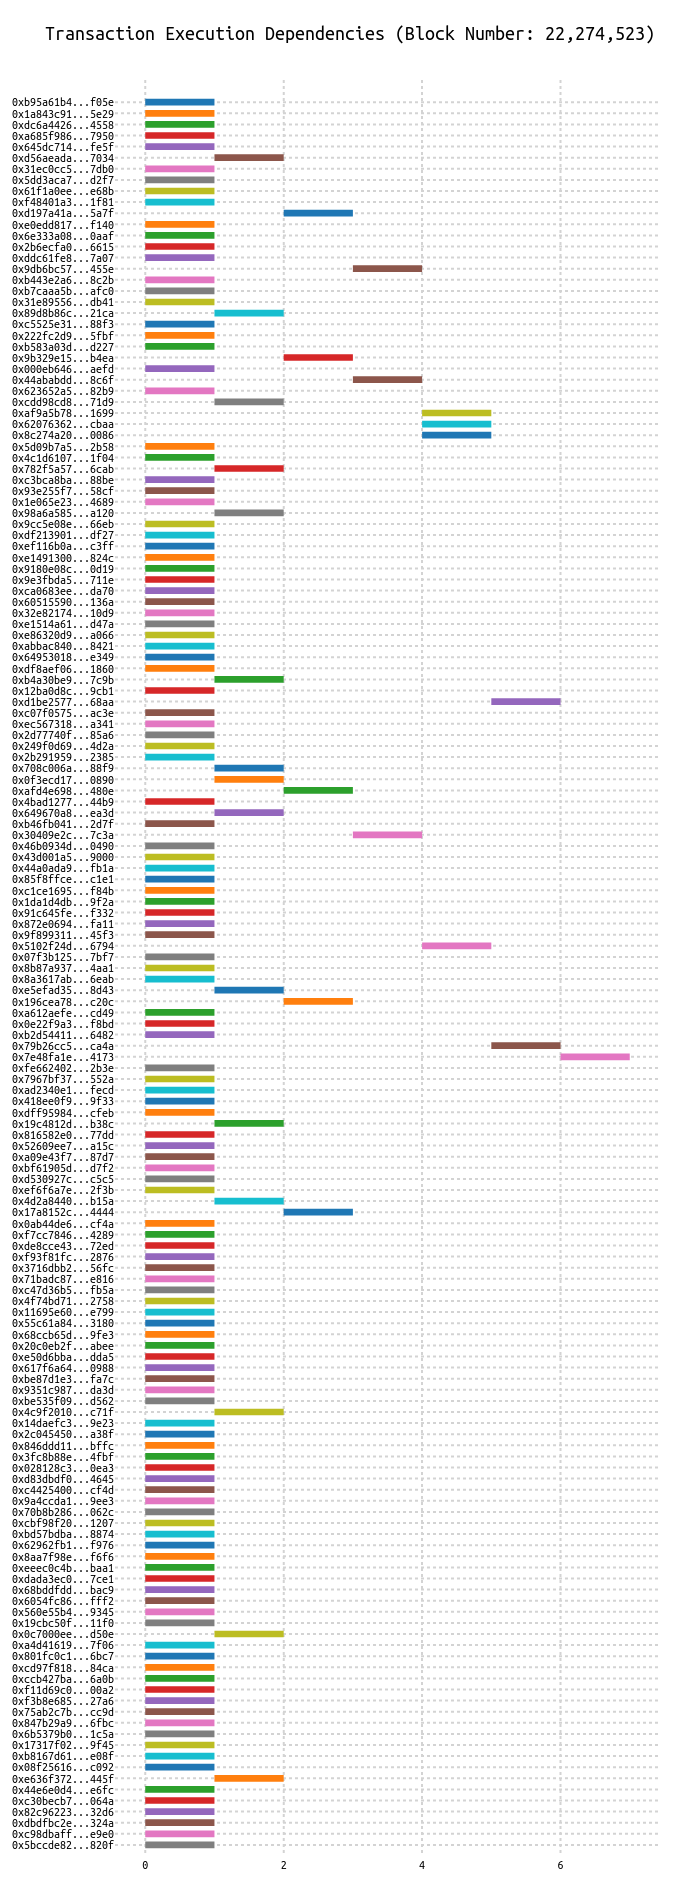 Transaction Execution Dependencies (Block Number: 22,274,523)
0xb95a61b4...f05e
0x1a843c91...5e29
0xdc6a4426...4558
0xa685f986...7950
0x645dc714...fe5f
0xd56aeada...7034
0x31ec0cc5...7db0
0x5dd3aca7...d2f7
0x61f1a0ee...e68b
0xf48401a3...1f81
0xd197a41a...5a7f
0xe0edd817...f140
0x6e333a08...0aaf
0x2b6ecfa0...6615
0xddc61fe8...7a07
0x9db6bc57...455e
0xb443e2a6...8c2b
0xb7caaa5b...afc0
0x31e89556...db41
0x89d8b86c...21ca
0xc5525e31...88f3
0x222fc2d9...5fbf
0xb583a03d...d227
0x9b329e15...b4ea
0x000eb646...aefd
0x44ababdd...8c6f
0x623652a5...82b9
0xcdd98cd8...71d9
0xaf9a5b78...1699
0x62076362...cbaa
0x8c274a20...0086
0x5d09b7a5...2b58
0x4c1d6107...1f04
0x782f5a57...6cab
0xc3bca8ba...88be
0x93e255f7...58cf
0x1e065e23...4689
0x98a6a585...a120
0x9cc5e08e...66eb
0xdf213901...df27
0xef116b0a...c3ff
0xe1491300...824c
0x9180e08c...0d19
0x9e3fbda5...711e
0xca0683ee...da70
0x60515590...136a
0x32e82174...10d9
0xe1514a61...d47a
0xe86320d9...a066
0xabbac840...8421
0x64953018...e349
0xdf8aef06...1860
0xb4a30be9...7c9b
0x12ba0d8c...9cb1
0xd1be2577...68aa
0xc07f0575...ac3e
0xec567318...a341
0x2d77740f...85a6
0x249f0d69...4d2a
0x2b291959...2385
0x708c006a...88f9
0x0f3ecd17...0890
0xafd4e698...480e
0x4bad1277...44b9
0x649670a8...ea3d
0xb46fb041...2d7f
0x30409e2c...7c3a
0x46b0934d...0490
0x43d001a5...9000
0x44a0ada9...fb1a
0x85f8ffce...c1e1
0xc1ce1695...f84b
0x1da1d4db...9f2a
0x91c645fe...f332
0x872e0694...fa11
0x9f899311...45f3
0x5102f24d...6794
0x07f3b125...7bf7
0x8b87a937...4aa1
0x8a3617ab...6eab
0xe5efad35...8d43
0x196cea78...c20c
0xa612aefe...cd49
0x0e22f9a3...f8bd
0xb2d54411...6482
0x79b26cc5...ca4a
0x7e48fa1e...4173
0xfe662402...2b3e
0x7967bf37...552a
0xad2340e1...fecd
0x418ee0f9...9f33
0xdff95984...cfeb
0x19c4812d...b38c
0x816582e0...77dd
0x52609ee7...a15c
0xa09e43f7...87d7
0xbf61905d...d7f2
0xd530927c...c5c5
0xef6f6a7e...2f3b
0x4d2a8440...b15a
0x17a8152c...4444
0x0ab44de6...cf4a
0xf7cc7846...4289
0xde8cce43...72ed
0xf93f81fc...2876
0x3716dbb2...56fc
0x71badc87...e816
0xc47d36b5...fb5a
0x4f74bd71...2758
0x11695e60...e799
0x55c61a84...3180
0x68ccb65d...9fe3
0x20c0eb2f...abee
0xe50d6bba...dda5
0x617f6a64...0988
0xbe87d1e3...fa7c
0x9351c987...da3d
0xbe535f09...d562
0x4c9f2010...c71f
0x14daefc3...9e23
0x2c045450...a38f
0x846ddd11...bffc
0x3fc8b88e...4fbf
0x028128c3...0ea3
0xd83dbdf0...4645
0xc4425400...cf4d
0x9a4ccda1...9ee3
0x70b8b286...062c
0xcbf98f20...1207
0xbd57bdba...8874
0x62962fb1...f976
0x8aa7f98e...f6f6
0xeeec0c4b...baa1
0xdada3ec0...7ce1
0x68bddfdd...bac9
0x6054fc86...fff2
0x560e55b4...9345
0x19cbc50f...11f0
0x0c7000ee...d50e
0xa4d41619...7f06
0x801fc0c1...6bc7
0xcd97f818...84ca
0xccb427ba...6a0b
0xf11d69c0...00a2
0xf3b8e685...27a6
0x75ab2c7b...cc9d
0x847b29a9...6fbc
0x6b5379b0...1c5a
0x17317f02...9f45
0xb8167d61...e08f
0x08f25616...c092
0xe636f372...445f
0x44e6e0d4...e6fc
0xc30becb7...064a
0x82c96223...32d6
0xdbdfbc2e...324a
0xc98dbaff...e9e0
0x5bccde82...820f
0 2 4 6